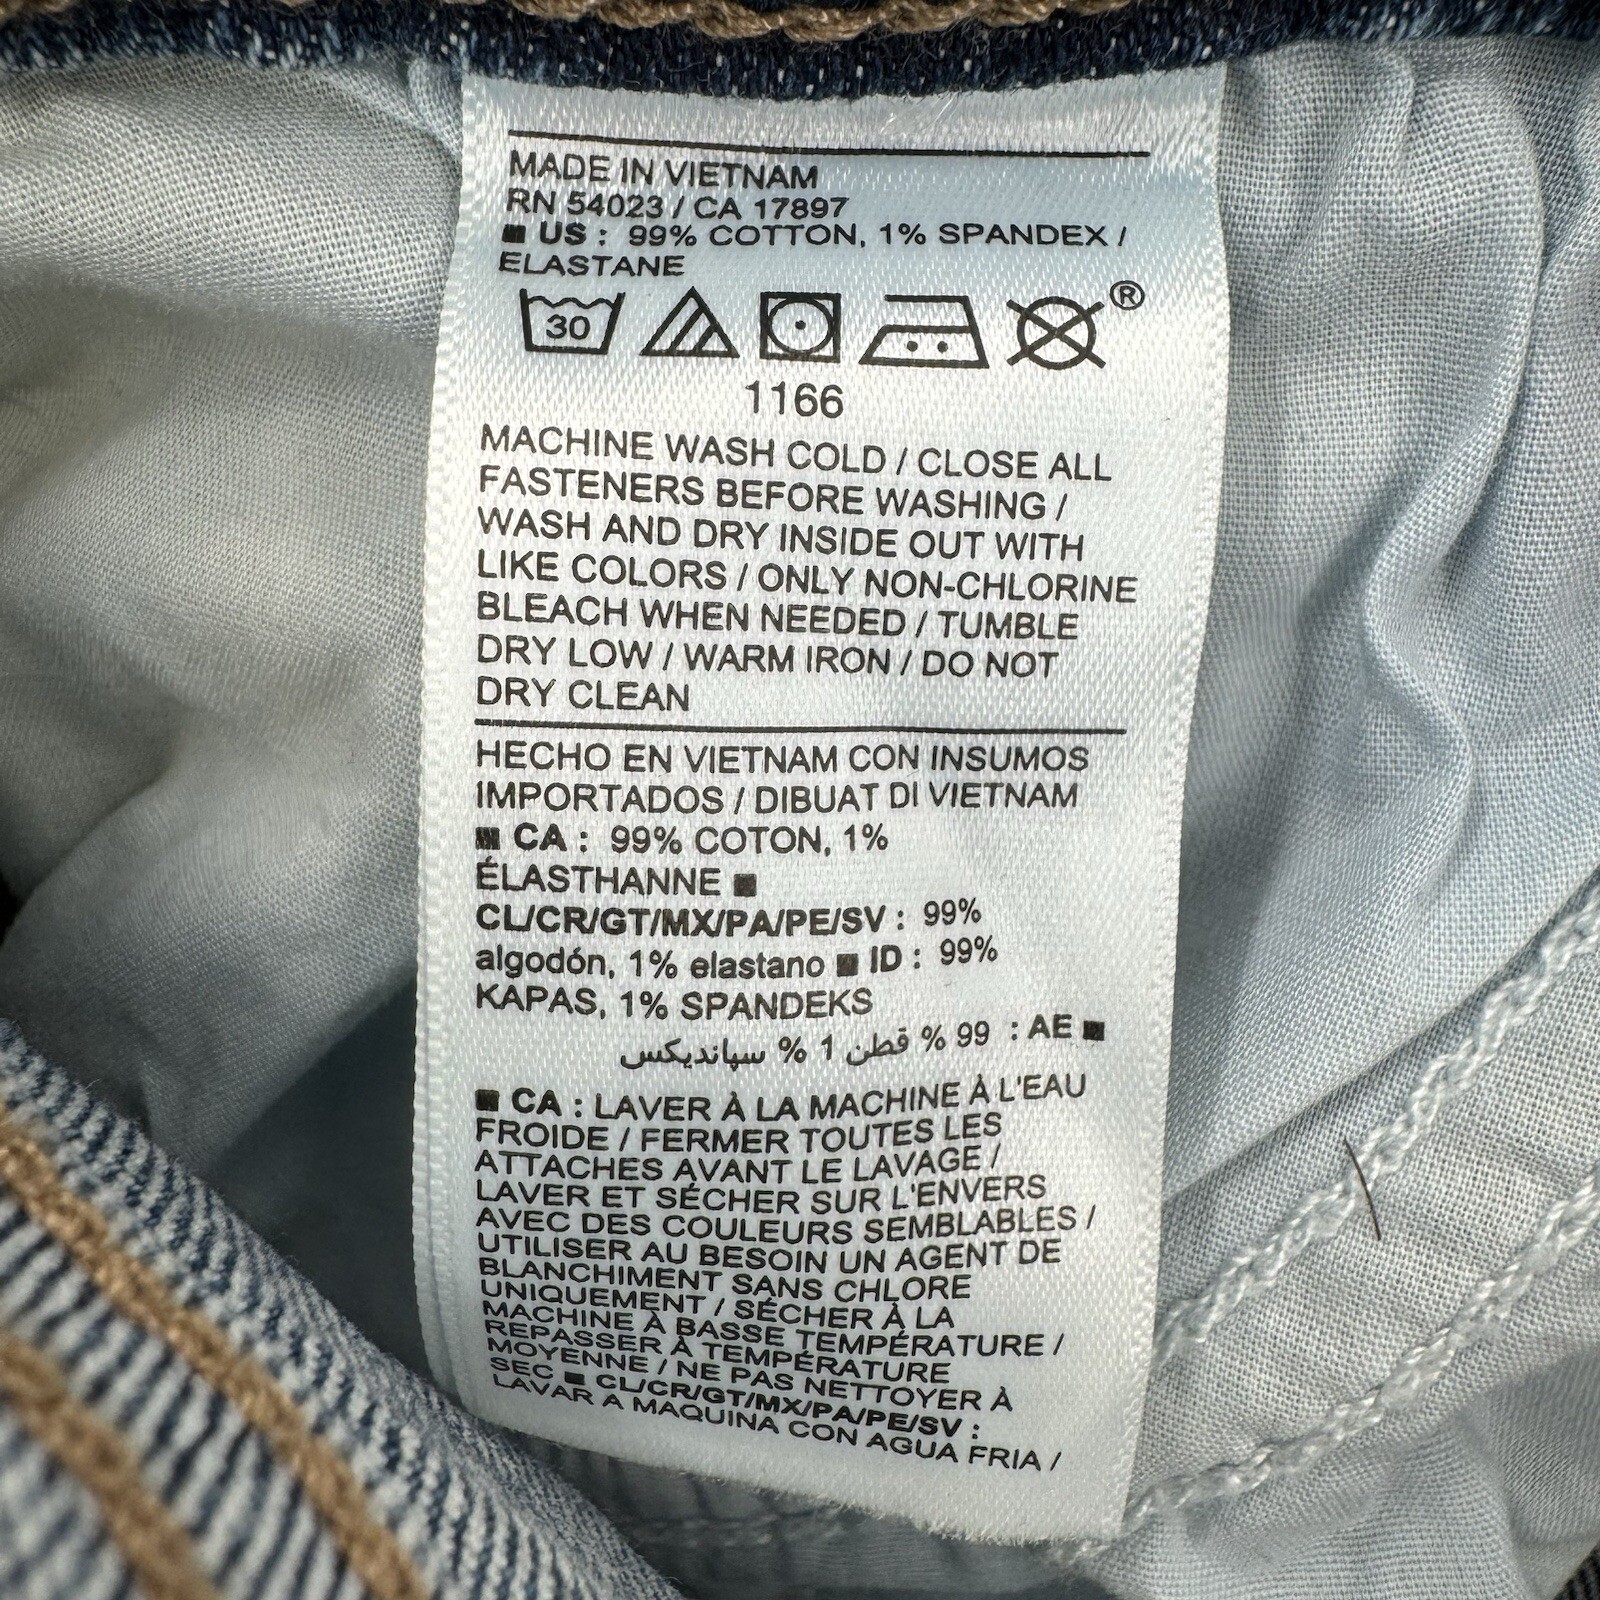 MADE IN VIETNAM
RN 54023 / CA 17897
■ US : 99% COTTON, 1% SPANDEX /
ELASTANE
30 ®
1166
MACHINE WASH COLD / CLOSE ALL
FASTENERS BEFORE WASHING /
WASH AND DRY INSIDE OUT WITH
LIKE COLORS / ONLY NON-CHLORINE
BLEACH WHEN NEEDED / TUMBLE
DRY LOW / WARM IRON / DO NOT
DRY CLEAN
HECHO EN VIETNAM CON INSUMOS
IMPORTADOS / DIBUAT DI VIETNAM
■ CA : 99% COTON, 1%
ÉLASTHANNE ■
CL/CR/GT/MX/PA/PE/SV : 99%
algodón, 1% elastano ■ ID : 99%
KAPAS, 1% SPANDEKS
■ AE : 99 % قطن 1 % سپانديكس
■ CA : LAVER À LA MACHINE À L'EAU
FROIDE / FERMER TOUTES LES
ATTACHES AVANT LE LAVAGE /
LAVER ET SÉCHER SUR L'ENVERS
AVEC DES COULEURS SEMBLABLES /
UTILISER AU BESOIN UN AGENT DE
BLANCHIMENT SANS CHLORE
UNIQUEMENT / SÉCHER À LA
MACHINE À BASSE TEMPÉRATURE /
REPASSER À TEMPÉRATURE
MOYENNE / NE PAS NETTOYER À
SEC ■ CL/CR/GT/MX/PA/PE/SV :
LAVAR A MAQUINA CON AGUA FRIA /